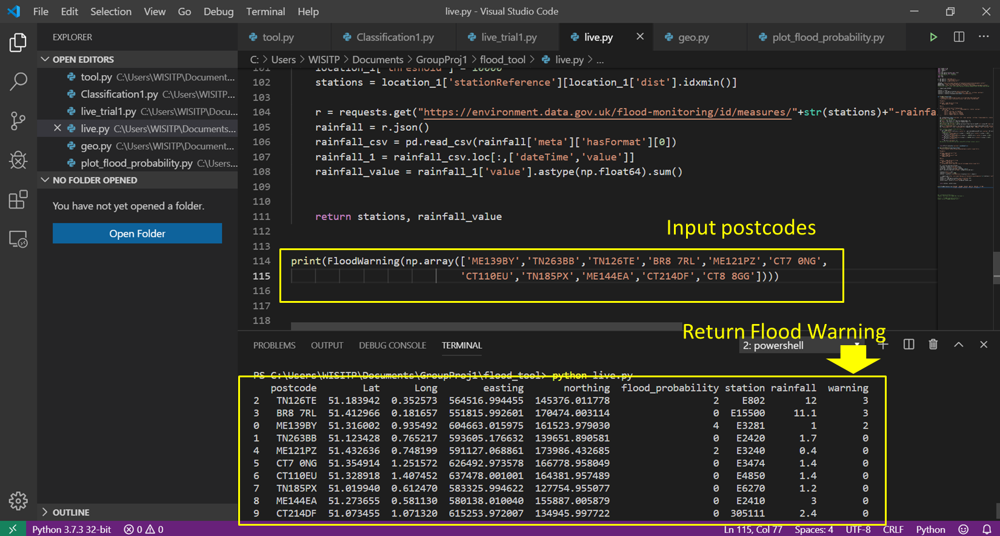 File Edit Selection View Go Debug Terminal Help
live.py - Visual Studio Code
EXPLORER
OPEN EDITORS
tool.py C:\Users\WISITP\Document...
Classification1.py C:\Users\WISITP...
live_trial1.py C:\Users\WISITP\Docu...
live.py C:\Users\WISITP\Documents...
geo.py C:\Users\WISITP\Document...
plot_flood_probability.py C:\Users...
NO FOLDER OPENED
You have not yet opened a folder.
Open Folder
OUTLINE
tool.py Classification1.py live_trial1.py live.py geo.py plot_flood_probability.py
C: > Users > WISITP > Documents > GroupProj1 > flood_tool > live.py > ...
101 location_1['threshold'] = 10000
102 stations = location_1['stationReference'][location_1['dist'].idxmin()]
103
104 r = requests.get("https://environment.data.gov.uk/flood-monitoring/id/measures/"+str(stations)+"-rainfa
105 rainfall = r.json()
106 rainfall_csv = pd.read_csv(rainfall['meta']['hasFormat'][0])
107 rainfall_1 = rainfall_csv.loc[:,['dateTime','value']]
108 rainfall_value = rainfall_1['value'].astype(np.float64).sum()
109
110
111 return stations, rainfall_value
112
Input postcodes
113
114 print(FloodWarning(np.array(['ME139BY','TN263BB','TN126TE','BR8 7RL','ME121PZ','CT7 0NG',
115 'CT110EU','TN185PX','ME144EA','CT214DF','CT8 8GG'])))
116
117
118
Return Flood Warning
PROBLEMS OUTPUT DEBUG CONSOLE TERMINAL
2: powershell
PS C:\Users\WISITP\Documents\GroupProj1\flood_tool> python live.py
postcode Lat Long easting northing flood_probability station rainfall warning
2 TN126TE 51.183942 0.352573 564516.994455 145376.011778 2 E802 12 3
3 BR8 7RL 51.412966 0.181657 551815.992601 170474.003114 0 E15500 11.1 3
0 ME139BY 51.316002 0.935492 604663.015975 161523.979030 4 E3281 1 2
1 TN263BB 51.123428 0.765217 593605.176632 139651.890581 0 E2420 1.7 0
4 ME121PZ 51.432636 0.748199 591127.068861 173986.432685 2 E3240 0.4 0
5 CT7 0NG 51.354914 1.251572 626492.973575 166778.958049 0 E3474 1.4 0
6 CT110EU 51.328918 1.407452 637478.001001 164381.957489 0 E4850 1.4 0
7 TN185PX 51.019940 0.612470 583325.994622 127754.955077 0 E6270 1.2 0
8 ME144EA 51.273655 0.581130 580138.010040 155887.005879 0 E2410 3 0
9 CT214DF 51.073455 1.071320 615253.972007 134945.997722 0 305111 2.4 0
Python 3.7.3 32-bit 0 0
Ln 115, Col 77 Spaces: 4 UTF-8 CRLF Python